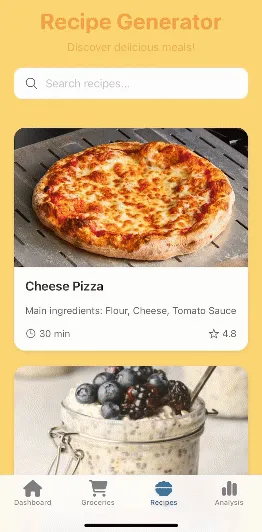 Recipe Generator
Discover delicious meals!
Search recipes...
Cheese Pizza
Main ingredients: Flour, Cheese, Tomato Sauce
30 min
4.8
Dashboard
Groceries
Recipes
Analysis